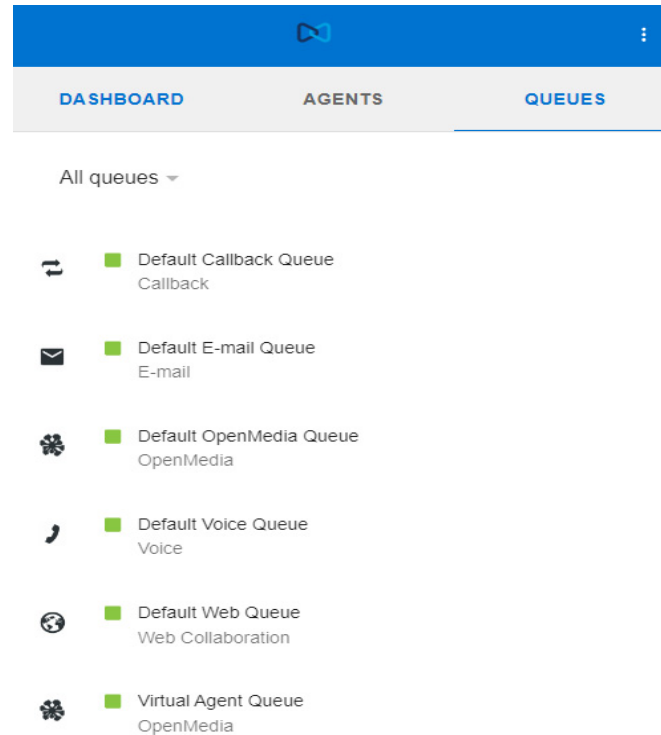 DASHBOARD AGENTS QUEUES
All queues
Default Callback Queue
Callback
Default E-mail Queue
E-mail
Default OpenMedia Queue
OpenMedia
Default Voice Queue
Voice
Default Web Queue
Web Collaboration
Virtual Agent Queue
OpenMedia